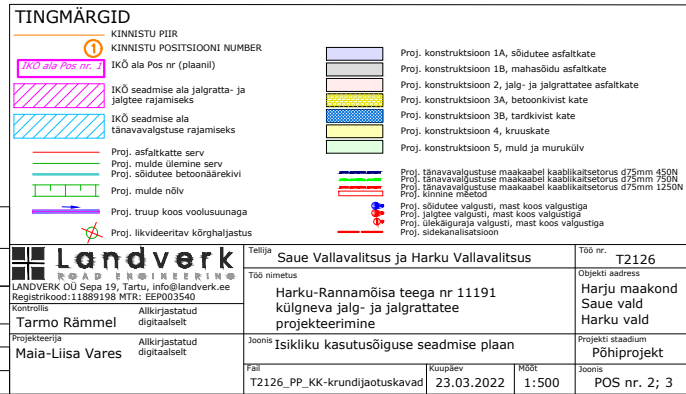 TINGMÄRGID
KINNISTU PIIR
1
KINNISTU POSITSIOONI NUMBER
IKÕ ala Pos nr. 1
IKÕ ala Pos nr (plaanil)
IKÕ seadmise ala jalgratta- ja
jalgtee rajamiseks
IKÕ seadmise ala
tänavavalgstuse rajamiseks
Proj. asfaltkatte serv
Proj. mulde ülemine serv
Proj. sõidutee betoonäärekivi
Proj. mulde nõlv
Proj. truup koos voolusuunaga
Proj. likvideeritav kõrghaljastus
Proj. konstruktsioon 1A, sõidutee asfaltkate
Proj. konstruktsioon 1B, mahasõidu asfaltkate
Proj. konstruktsioon 2, jalg- ja jalgrattatee asfaltkate
Proj. konstruktsioon 3A, betoonkivist kate
Proj. konstruktsioon 3B, tardkivist kate
Proj. konstruktsioon 4, kruuskate
Proj. konstruktsioon 5, muld ja murukülv
Proj. tänavavalgustuse maakaabel kaablikaitsetorus d75mm 450N
Proj. tänavavalgustuse maakaabel kaablikaitsetorus d75mm 750N
Proj. tänavavalgustuse maakaabel kaablikaitsetorus d75mm 1250N
Proj. kinnine meetod
Proj. sõidutee valgusti, mast koos valgustiga
Proj. jalgtee valgusti, mast koos valgustiga
Proj. ülekäiguraja valgusti, mast koos valgustiga
Proj. sidekanalisatsioon
Landverk
ROAD ENGINEERING
LANDVERK OÜ Sepa 19, Tartu, info@landverk.ee
Registrikood:11889198 MTR: EEP003540
Kontrollis
Tarmo Rämmel
Allkirjastatud
digitaalselt
Projekteerija
Maia-Liisa Vares
Allkirjastatud
digitaalselt
Tellija
Saue Vallavalitsus ja Harku Vallavalitsus
Töö nr.
T2126
Töö nimetus
Harku-Rannamõisa teega nr 11191
külgneva jalg- ja jalgrattatee
projekteerimine
Objekti aadress
Harju maakond
Saue vald
Harku vald
Joonis
Isikliku kasutusõiguse seadmise plaan
Projekti staadium
Põhiprojekt
Fail
T2126_PP_KK-krundijaotuskavad
Kuupäev
23.03.2022
Mõõt
1:500
Joonis
POS nr. 2; 3